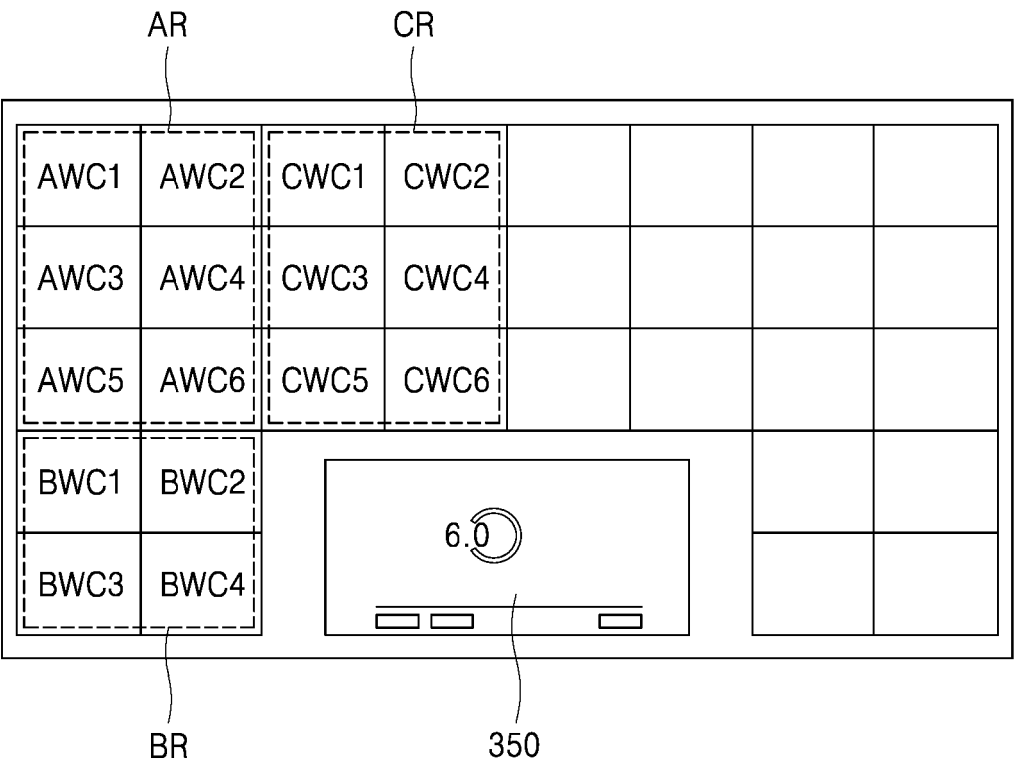 AR CR
AWC1 AWC2 CWC1 CWC2
AWC3 AWC4 CWC3 CWC4
AWC5 AWC6 CWC5 CWC6
BWC1 BWC2
6.0
BWC3 BWC4
BR 350